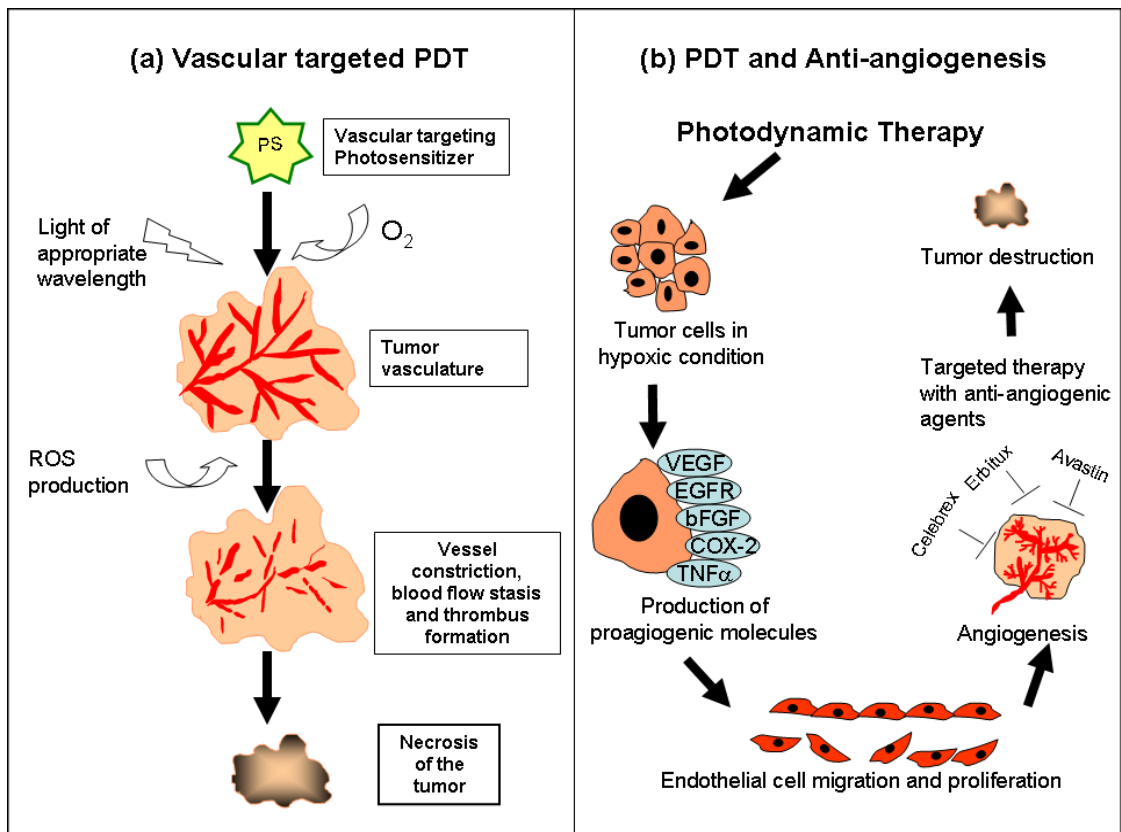 (a) Vascular targeted PDT
PS
Vascular targeting
Photosensitizer
Light of
appropriate
wavelength
O2
Tumor
vasculature
ROS
production
Vessel
constriction,
blood flow stasis
and thrombus
formation
Necrosis
of the
tumor
(b) PDT and Anti-angiogenesis
Photodynamic Therapy
Tumor cells in
hypoxic condition
VEGF
EGFR
bFGF
COX-2
TNFα
Production of
proagiogenic molecules
Endothelial cell migration and proliferation
Angiogenesis
Celebrex
Erbitux
Avastin
Targeted therapy
with anti-angiogenic
agents
Tumor destruction